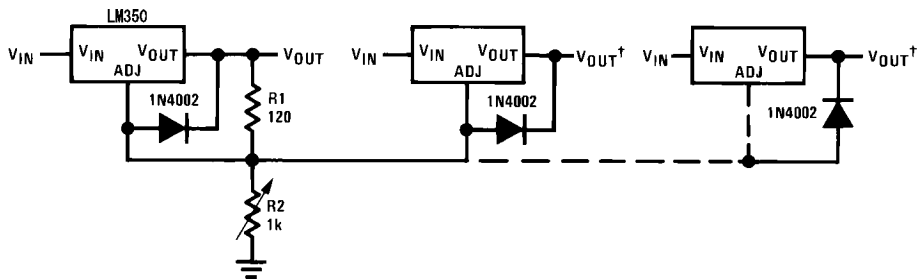 LM350
V_IN V_IN V_OUT V_OUT
ADJ
1N4002
R1
120
R2
1k
V_IN V_IN V_OUT V_OUT†
ADJ
1N4002
V_IN V_IN V_OUT V_OUT†
ADJ
1N4002